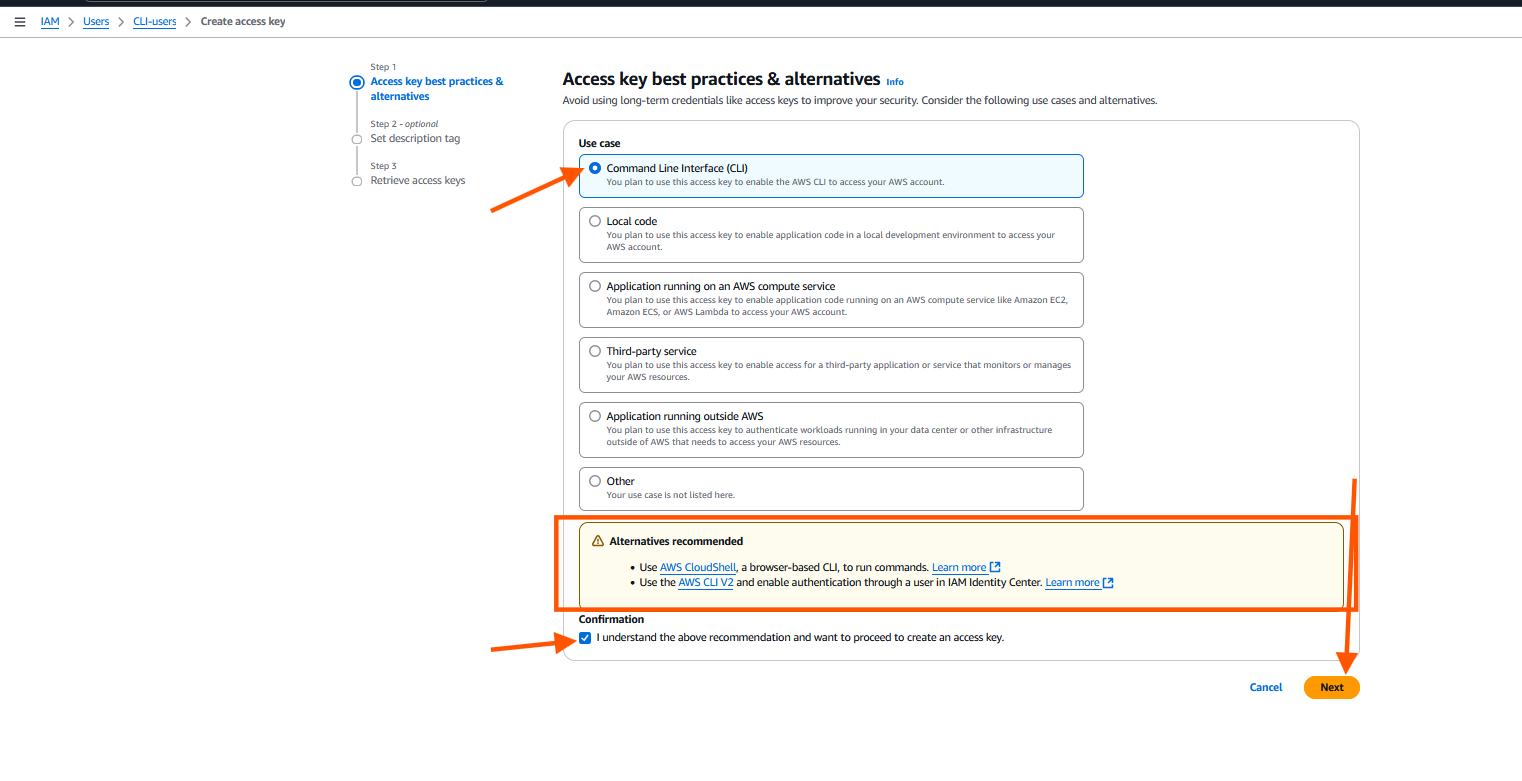 IAM > Users > CLI-users > Create access key
Step 1
Access key best practices &
alternatives
Step 2 - optional
Set description tag
Step 3
Retrieve access keys
Access key best practices & alternatives Info
Avoid using long-term credentials like access keys to improve your security. Consider the following use cases and alternatives.
Use case
Command Line Interface (CLI)
You plan to use this access key to enable the AWS CLI to access your AWS account.
Local code
You plan to use this access key to enable application code in a local development environment to access your
AWS account.
Application running on an AWS compute service
You plan to use this access key to enable application code running on an AWS compute service like Amazon EC2,
Amazon ECS, or AWS Lambda to access your AWS account.
Third-party service
You plan to use this access key to enable access for a third-party application or service that monitors or manages
your AWS resources.
Application running outside AWS
You plan to use this access key to authenticate workloads running in your data center or other infrastructure
outside of AWS that needs to access your AWS resources.
Other
Your use case is not listed here.
Alternatives recommended
• Use AWS CloudShell, a browser-based CLI, to run commands. Learn more
• Use the AWS CLI V2 and enable authentication through a user in IAM Identity Center. Learn more
Confirmation
I understand the above recommendation and want to proceed to create an access key.
Cancel Next